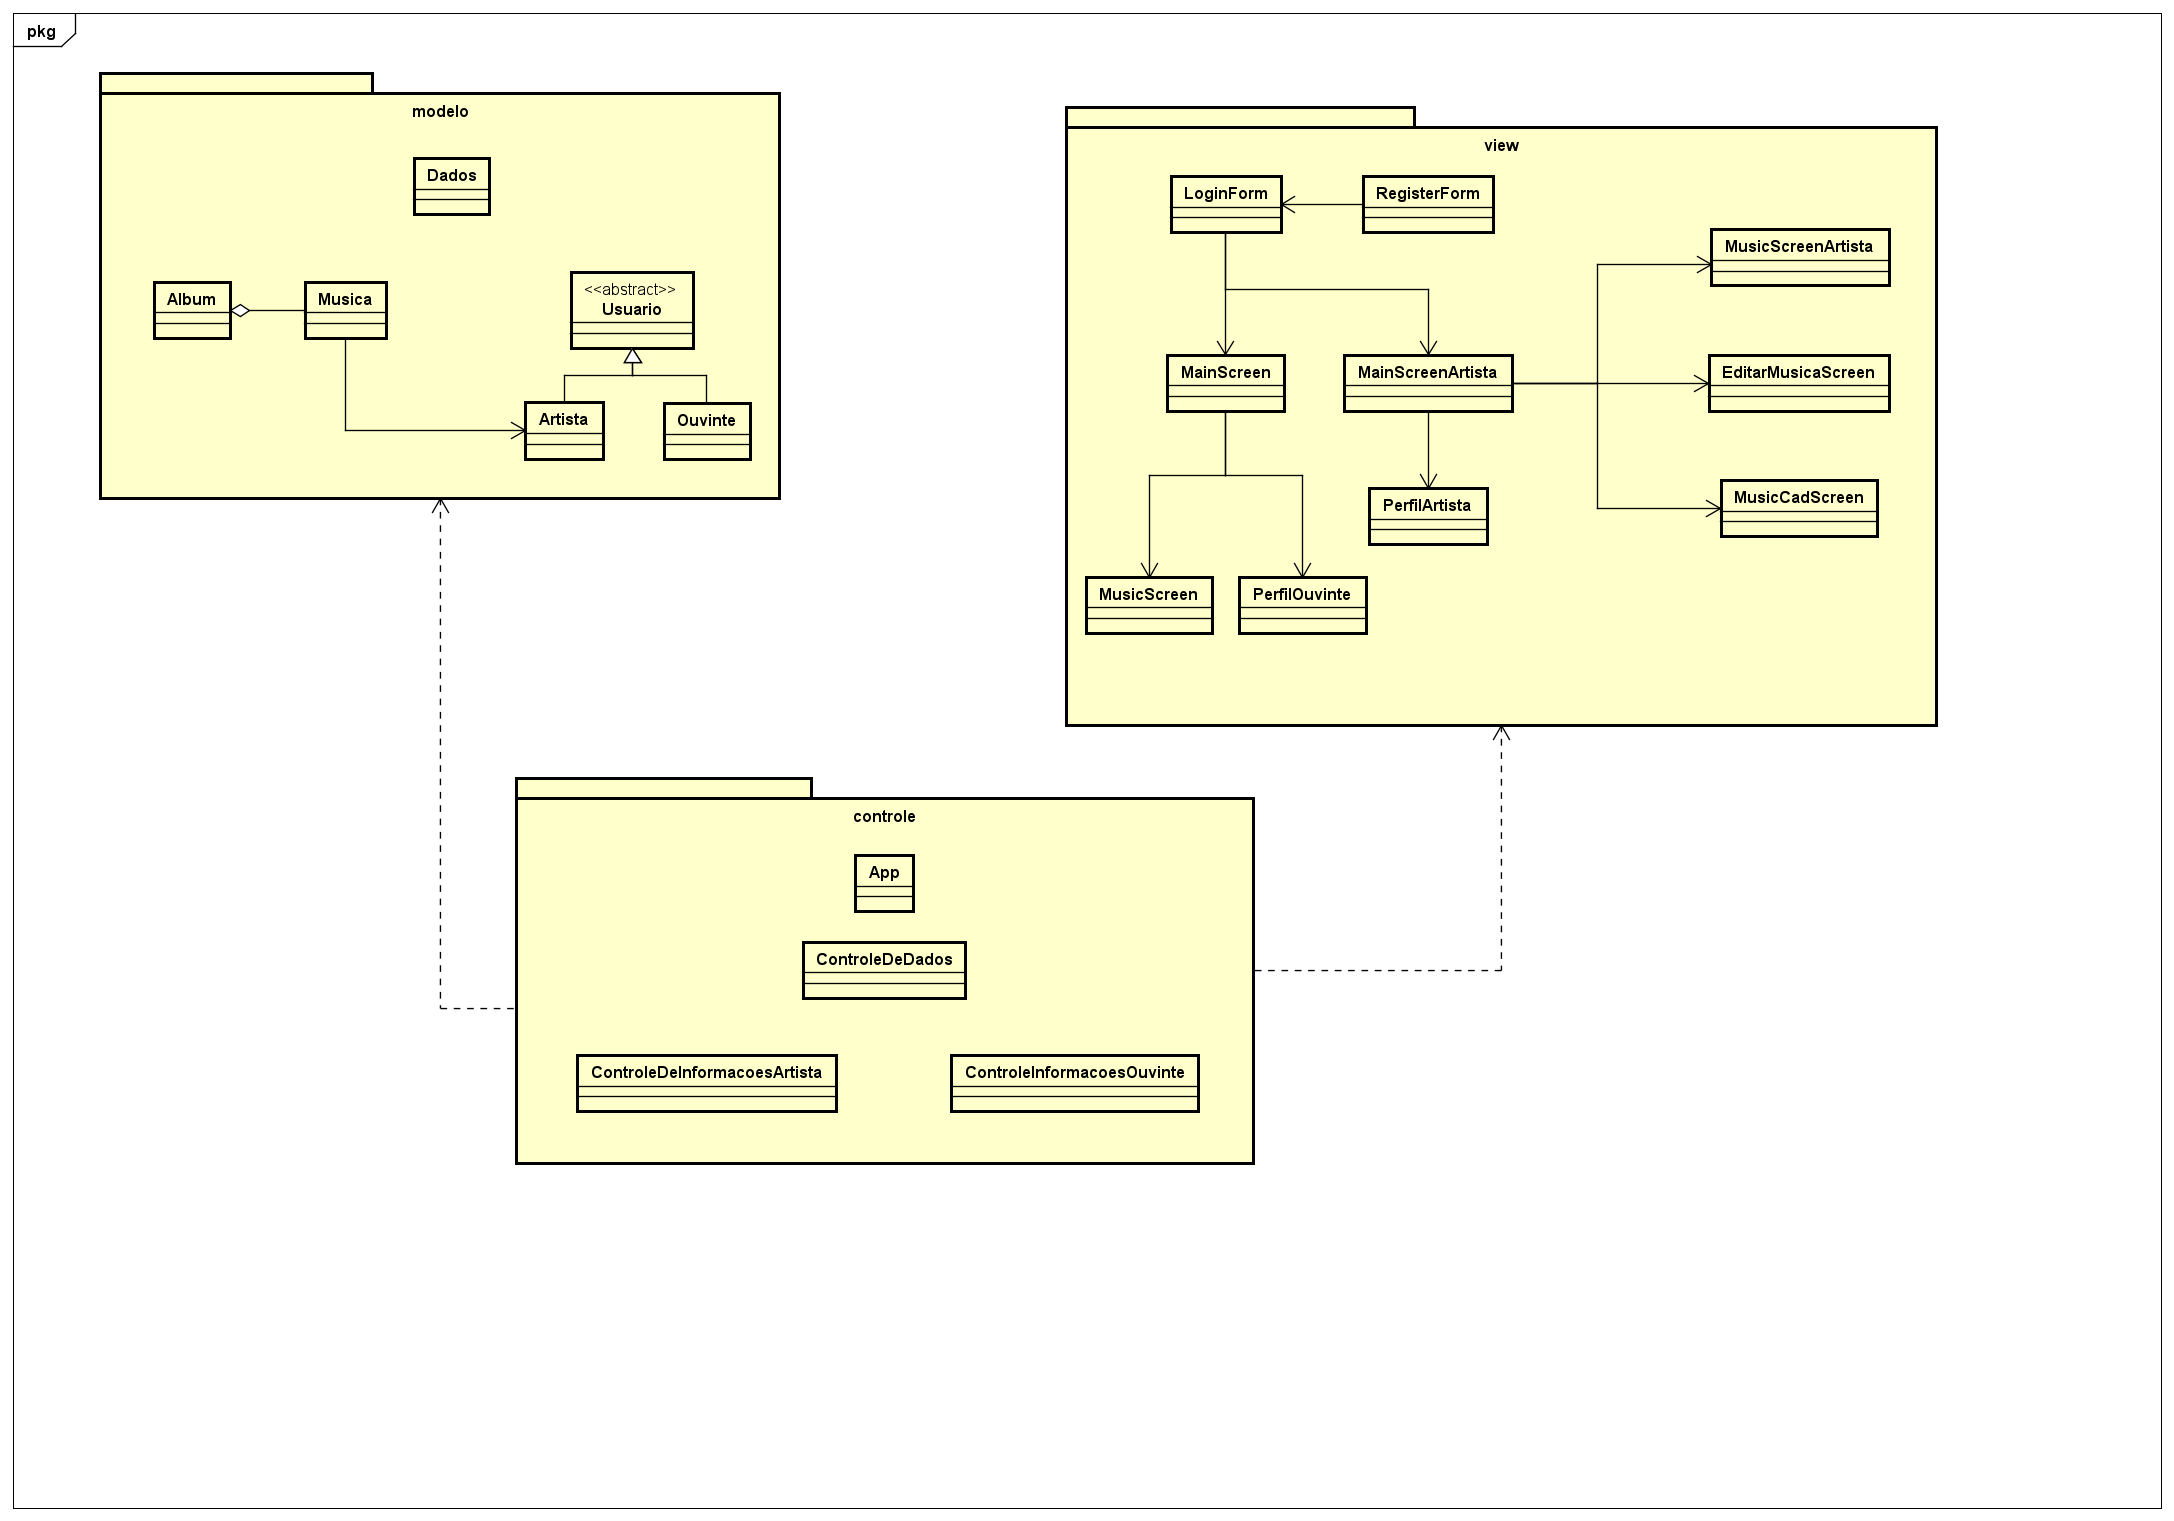 pkg
modelo
Dados
Album
Musica
<<abstract>>
Usuario
Artista
Ouvinte
view
LoginForm
RegisterForm
MusicScreenArtista
MainScreen
MainScreenArtista
EditarMusicaScreen
PerfilArtista
MusicCadScreen
MusicScreen
PerfilOuvinte
controle
App
ControleDeDados
ControleDeInformacoesArtista
ControleInformacoesOuvinte